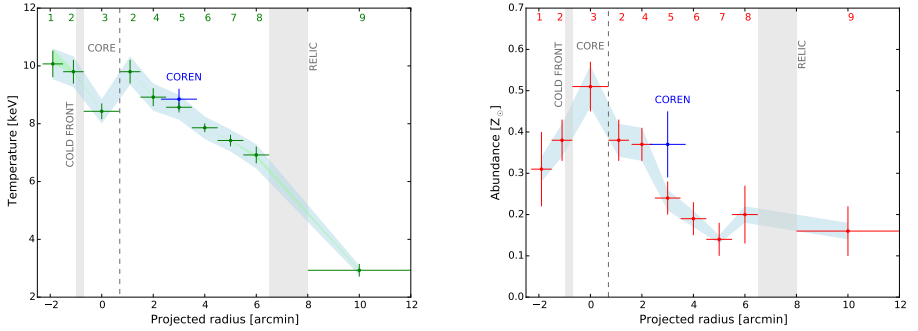 1 2 3 2 4 5 6 7 8 9
12
10
8
6
4
2
Temperature [keV]
COLD FRONT
CORE
COREN
RELIC
−2 0 2 4 6 8 10 12
Projected radius [arcmin]
1 2 3 2 4 5 6 7 8 9
0.7
0.6
0.5
0.4
0.3
0.2
0.1
0.0
Abundance [Z☉]
COLD FRONT
CORE
COREN
RELIC
−2 0 2 4 6 8 10 12
Projected radius [arcmin]